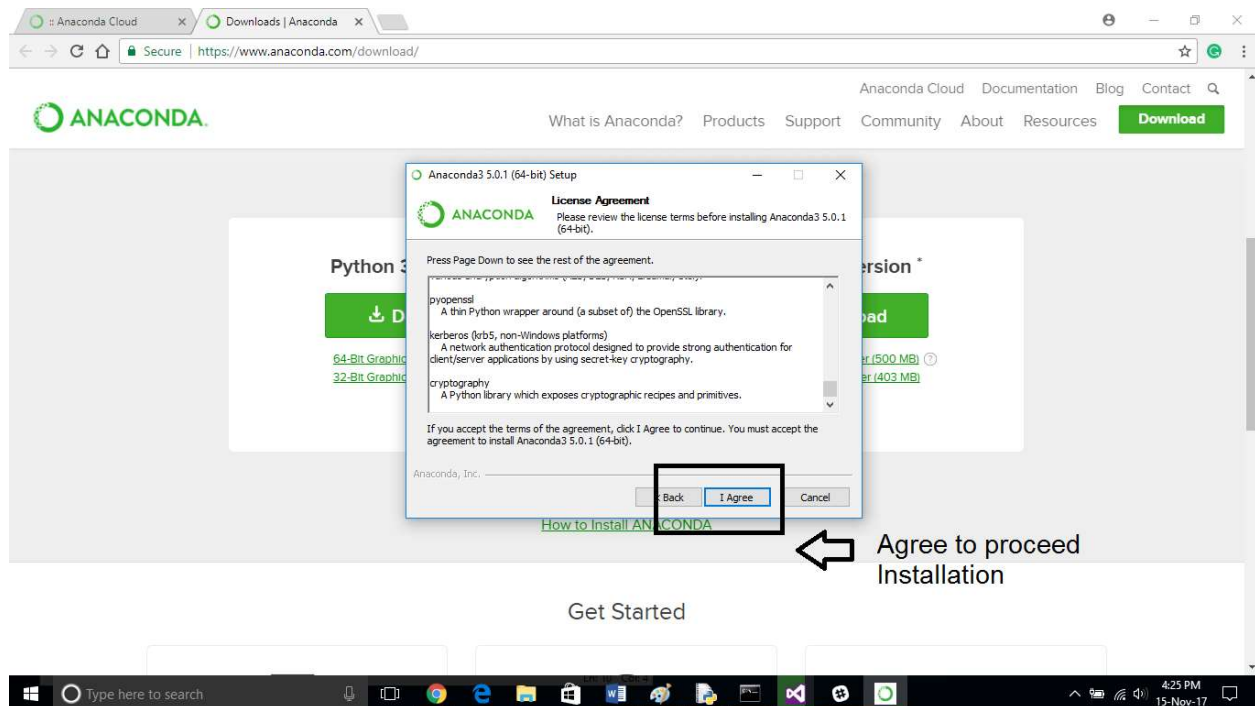 :: Anaconda Cloud
Downloads | Anaconda
Secure | https://www.anaconda.com/download/
Anaconda Cloud Documentation Blog Contact
ANACONDA.
What is Anaconda? Products Support Community About Resources Download
Anaconda3 5.0.1 (64-bit) Setup
ANACONDA
License Agreement
Please review the license terms before installing Anaconda3 5.0.1
(64-bit).
Press Page Down to see the rest of the agreement.
pyopenssl
A thin Python wrapper around (a subset of) the OpenSSL library.
kerberos (krb5, non-Windows platforms)
A network authentication protocol designed to provide strong authentication for
client/server applications by using secret-key cryptography.
cryptography
A Python library which exposes cryptographic recipes and primitives.
If you accept the terms of the agreement, click I Agree to continue. You must accept the
agreement to install Anaconda3 5.0.1 (64-bit).
Anaconda, Inc.
Back I Agree Cancel
Python
ersion *
D
oad
64-Bit Graphic
r (500 MB)
32-Bit Graphic
er (403 MB)
How to Install ANACONDA
Agree to proceed
Installation
Get Started
Type here to search
4:25 PM
15-Nov-17